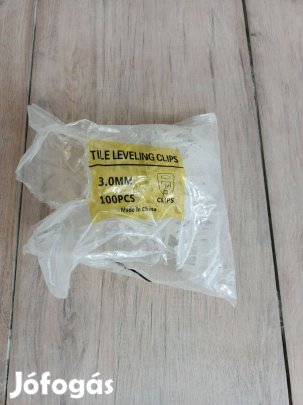 TILE LEVELING CLIPS
3.0MM
100PCS
CLIPS
Made in China
Jófogás